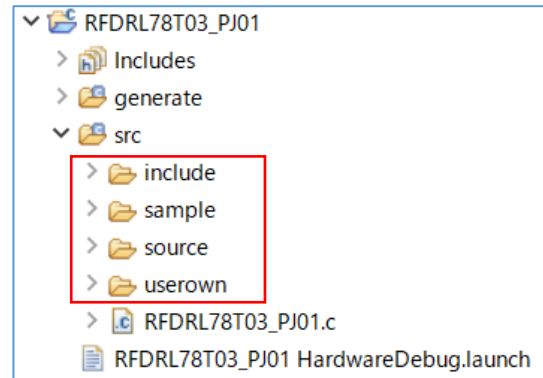 RFDRL78T03_PJ01
Includes
generate
src
include
sample
source
userown
RFDRL78T03_PJ01.c
RFDRL78T03_PJ01 HardwareDebug.launch